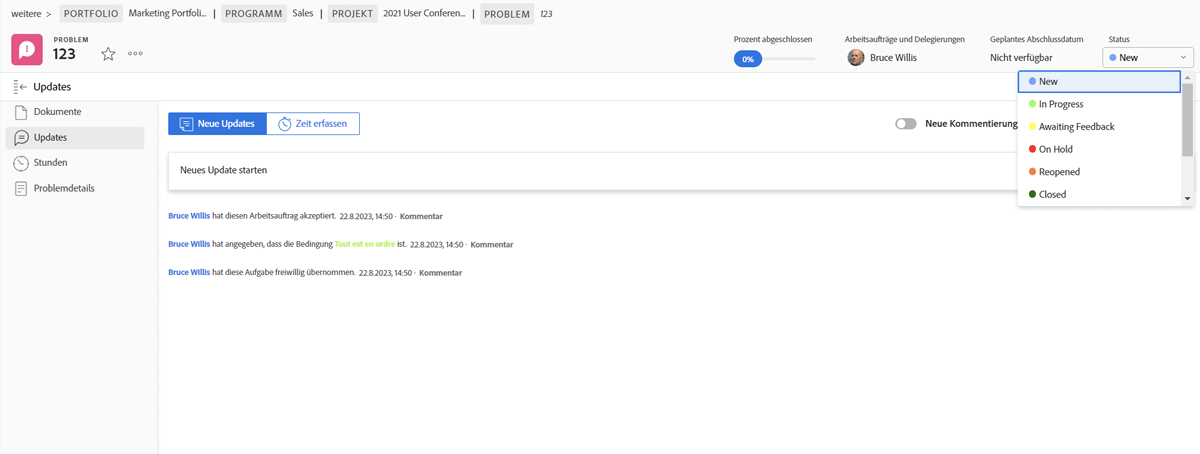 weitere > PORTFOLIO Marketing Portfoli... | PROGRAMM Sales | PROJEKT 2021 User Conferen... | PROBLEM 123
PROBLEM
123
Prozent abgeschlossen
0%
Arbeitsaufträge und Delegierungen
Bruce Willis
Geplantes Abschlussdatum
Nicht verfügbar
Status
New
New
In Progress
Awaiting Feedback
On Hold
Reopened
Closed
Updates
Dokumente
Updates
Stunden
Problemdetails
Neue Updates
Zeit erfassen
Neue Kommentierung
Neues Update starten
Bruce Willis hat diesen Arbeitsauftrag akzeptiert. 22.8.2023, 14:50 · Kommentar
Bruce Willis hat angegeben, dass die Bedingung Tout est en ordre ist. 22.8.2023, 14:50 · Kommentar
Bruce Willis hat diese Aufgabe freiwillig übernommen. 22.8.2023, 14:50 · Kommentar